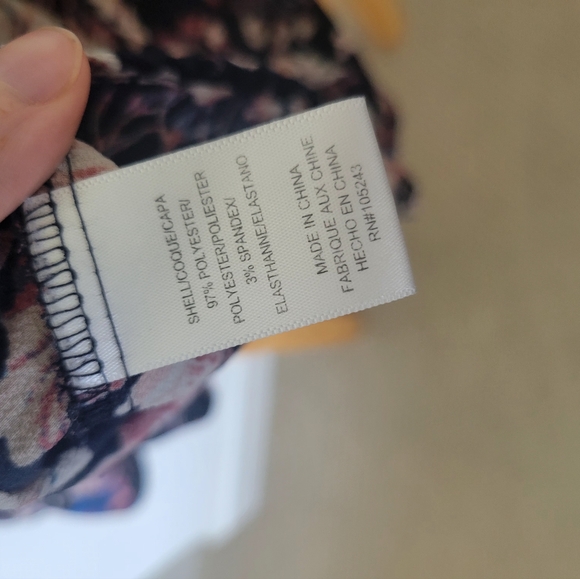 SHELL/COQUE/CAPA
97% POLYESTER/
POLYESTER/POLIESTER
3% SPANDEX/
ELASTHANNE/ELASTANO
MADE IN CHINA
FABRIQUE AUX CHINE
HECHO EN CHINA
RN#105243